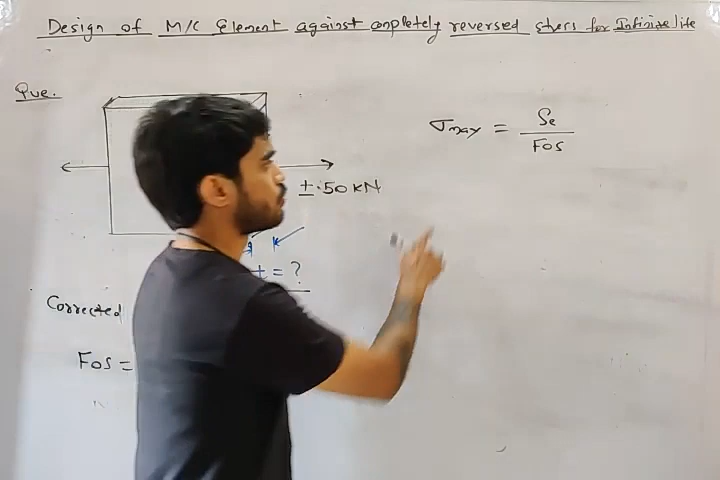 Design of M/C Element against completely reversed stress for Infinite life
Que.
σmax = Se / FOS
± 50 kN
t = ?
Corrected
FOS =